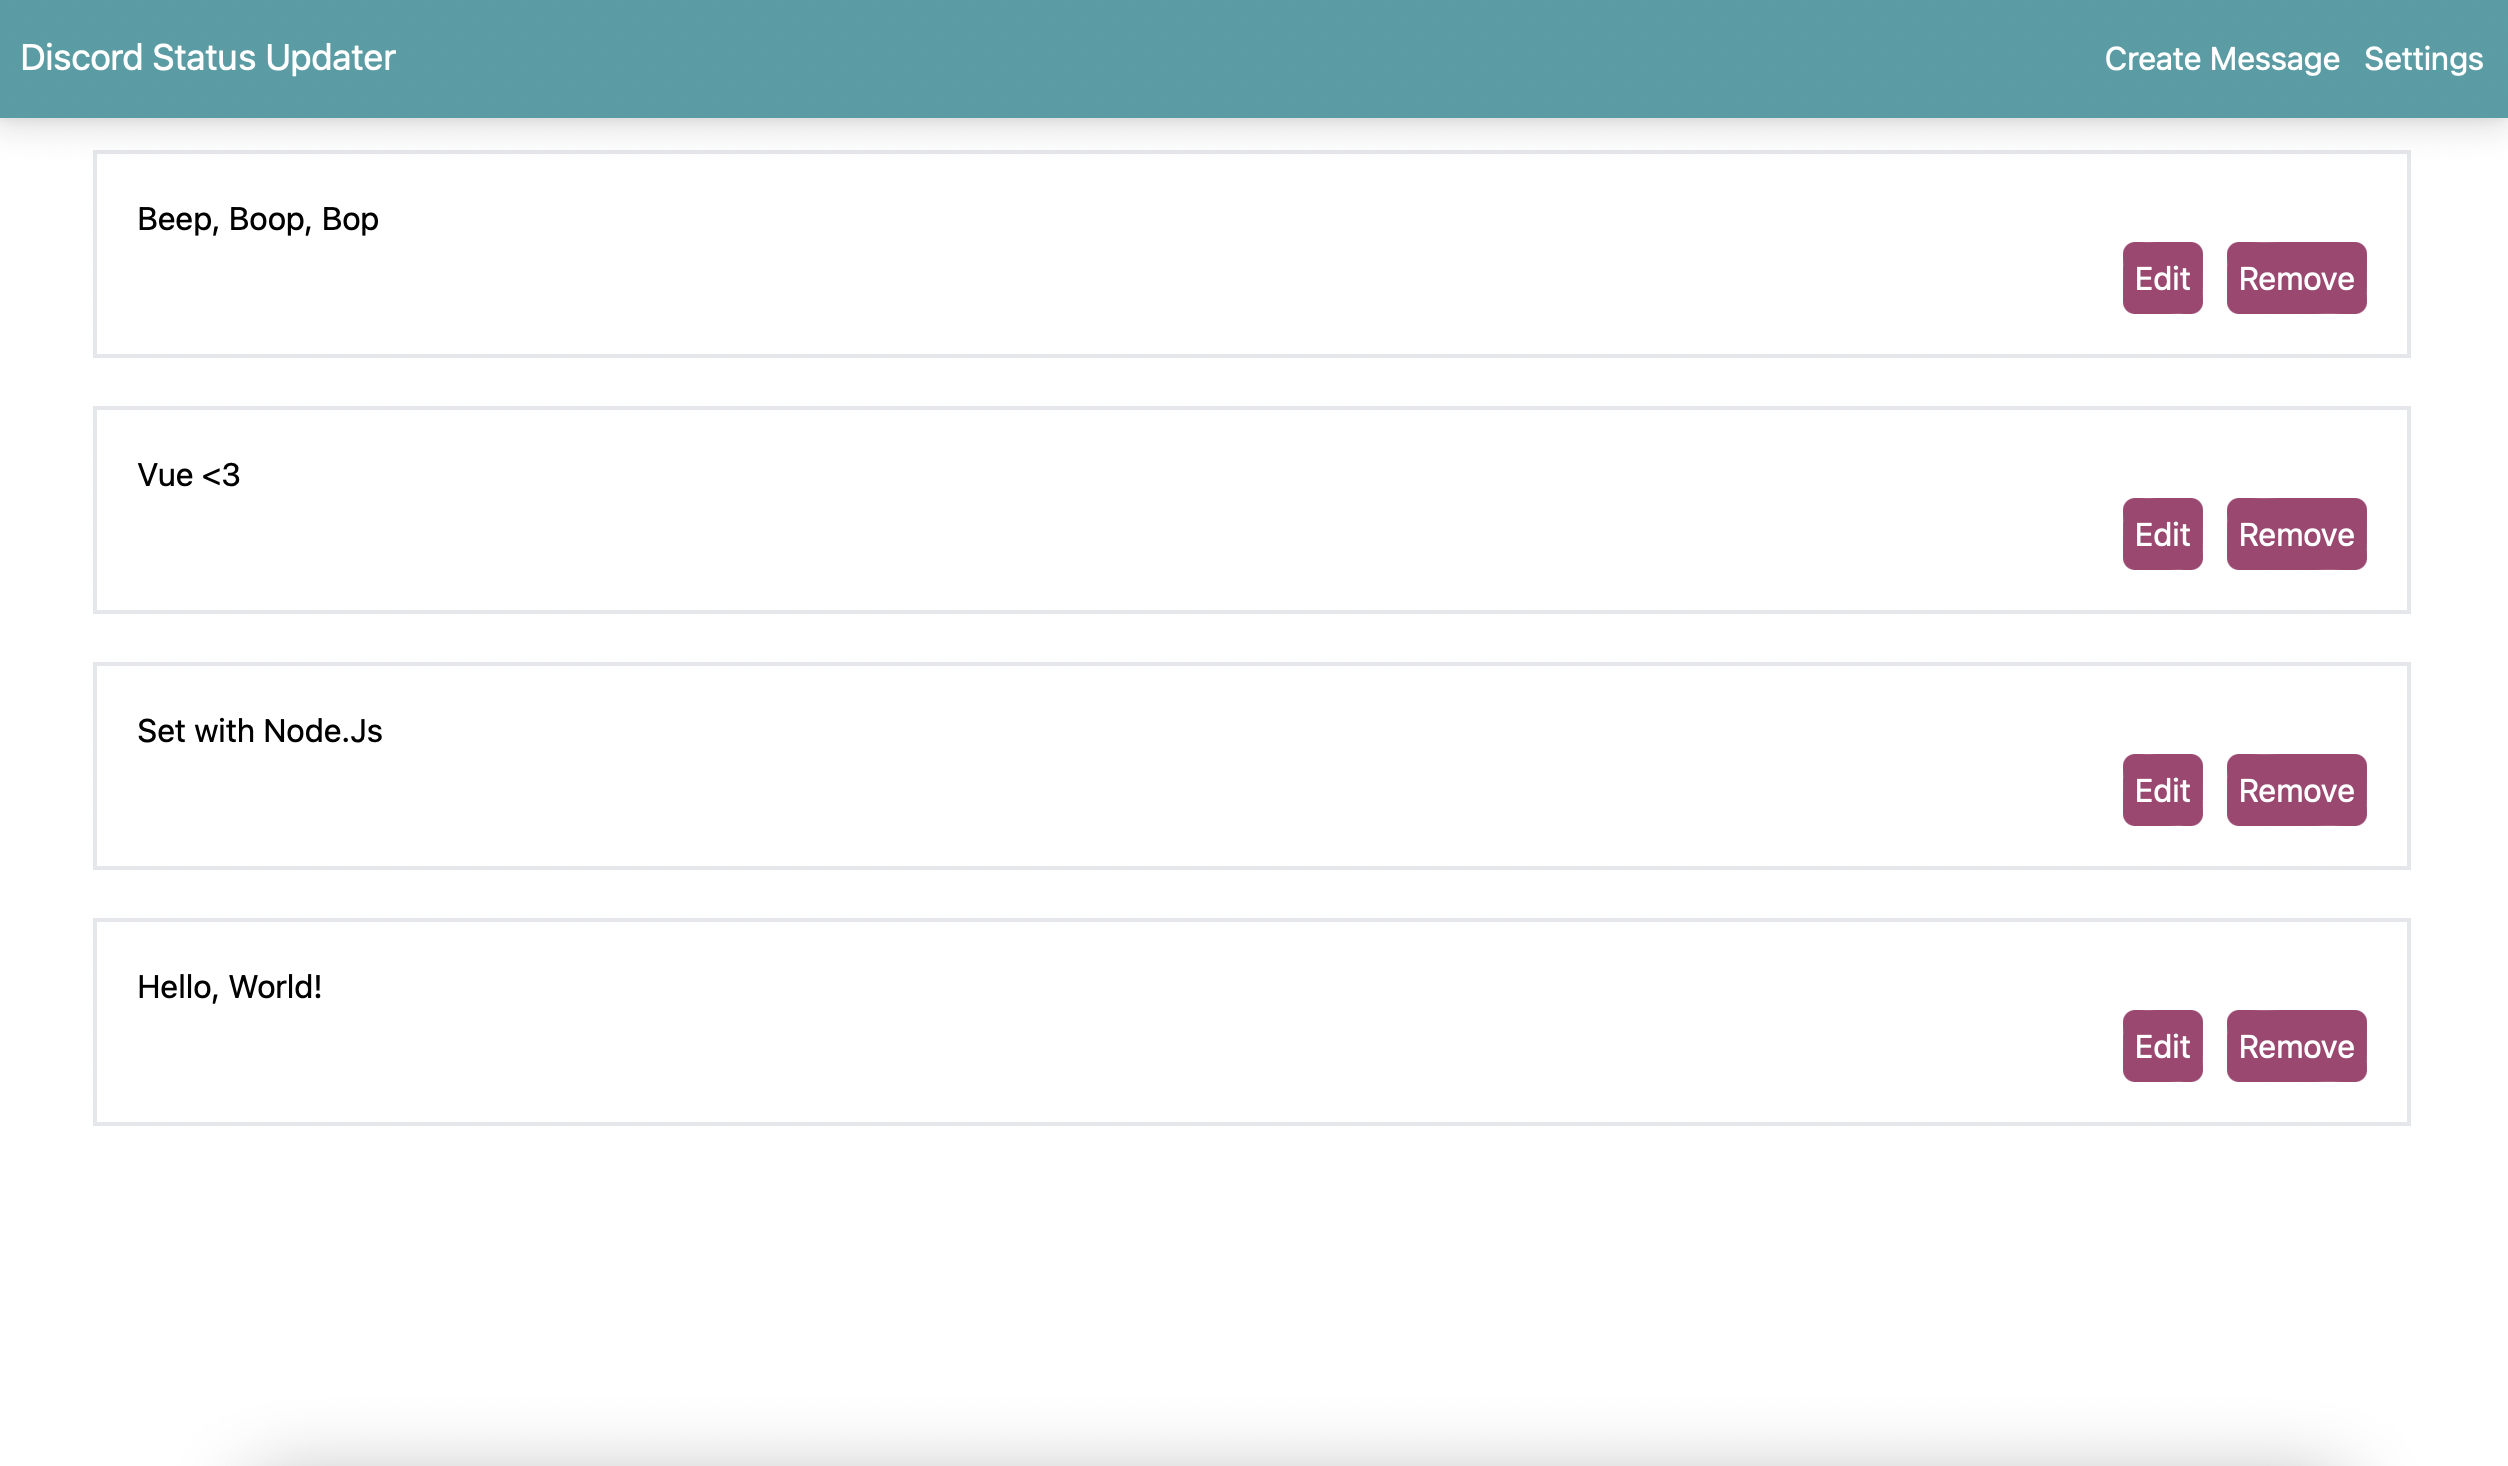 Discord Status Updater
Create Message Settings
Beep, Boop, Bop
Edit Remove
Vue <3
Edit Remove
Set with Node.Js
Edit Remove
Hello, World!
Edit Remove